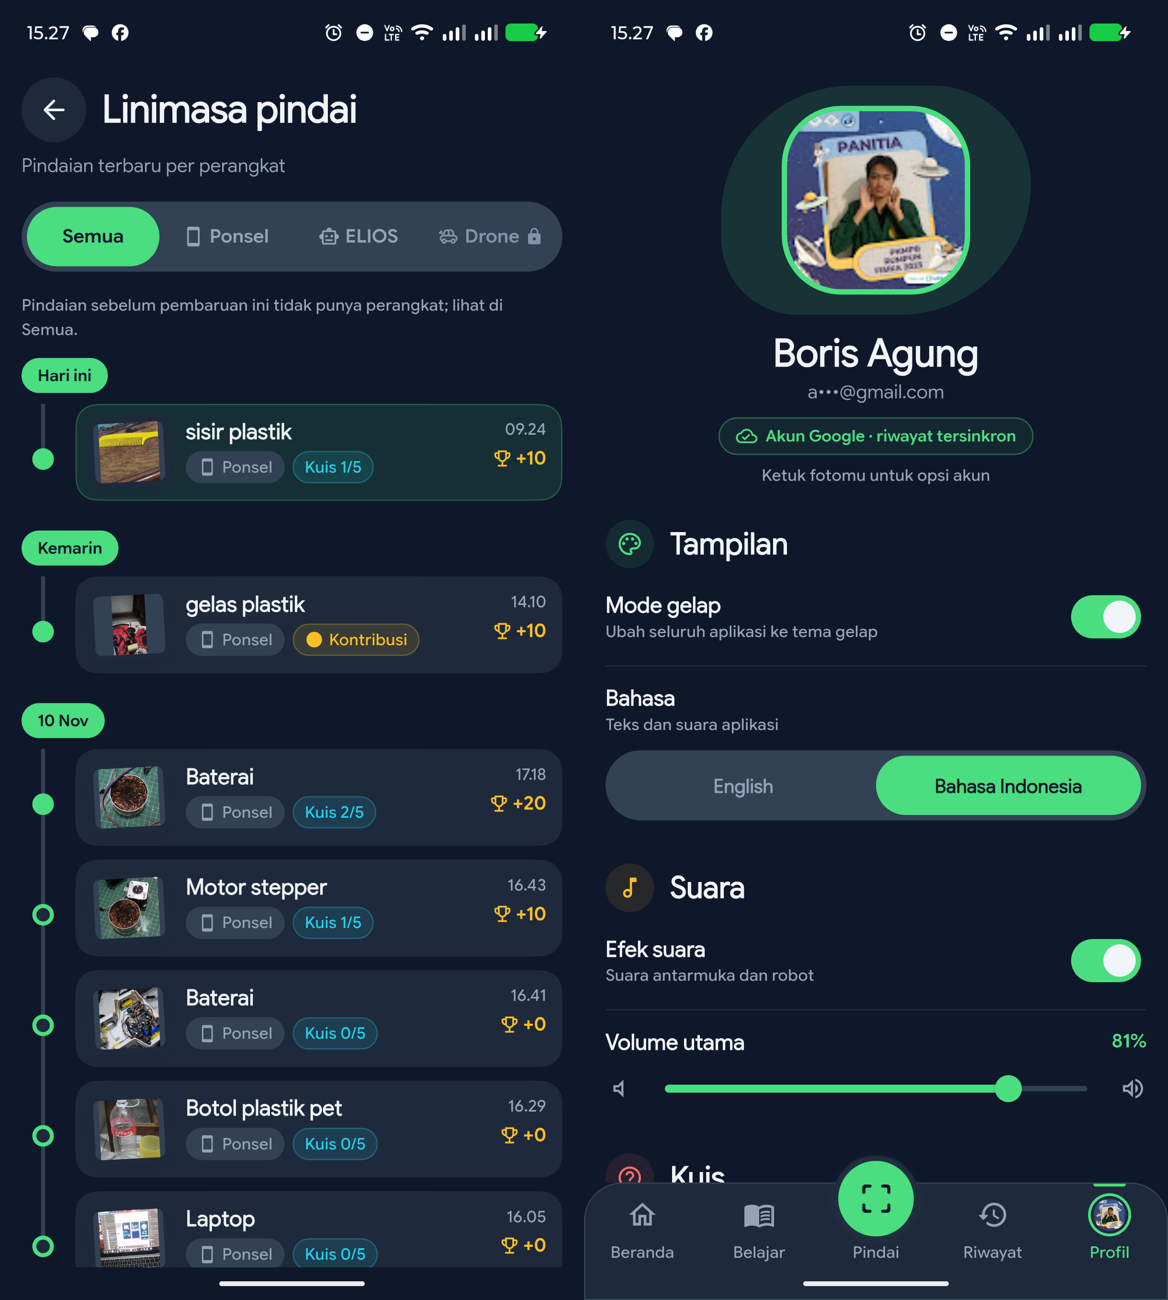 15.27
Linimasa pindai
Pindaian terbaru per perangkat
Semua
Ponsel
ELIOS
Drone
Pindaian sebelum pembaruan ini tidak punya perangkat; lihat di
Semua.
Hari ini
sisir plastik
09.24
Ponsel
Kuis 1/5
+10
Kemarin
gelas plastik
14.10
Ponsel
Kontribusi
+10
10 Nov
Baterai
17.18
Ponsel
Kuis 2/5
+20
Motor stepper
16.43
Ponsel
Kuis 1/5
+10
Baterai
16.41
Ponsel
Kuis 0/5
+0
Botol plastik pet
16.29
Ponsel
Kuis 0/5
+0
Laptop
16.05
Ponsel
Kuis 0/5
+0
15.27
PANITIA
Boris Agung
a•••@gmail.com
Akun Google · riwayat tersinkron
Ketuk fotomu untuk opsi akun
Tampilan
Mode gelap
Ubah seluruh aplikasi ke tema gelap
Bahasa
Teks dan suara aplikasi
English
Bahasa Indonesia
Suara
Efek suara
Suara antarmuka dan robot
Volume utama
81%
Kuis
Beranda
Belajar
Pindai
Riwayat
Profil